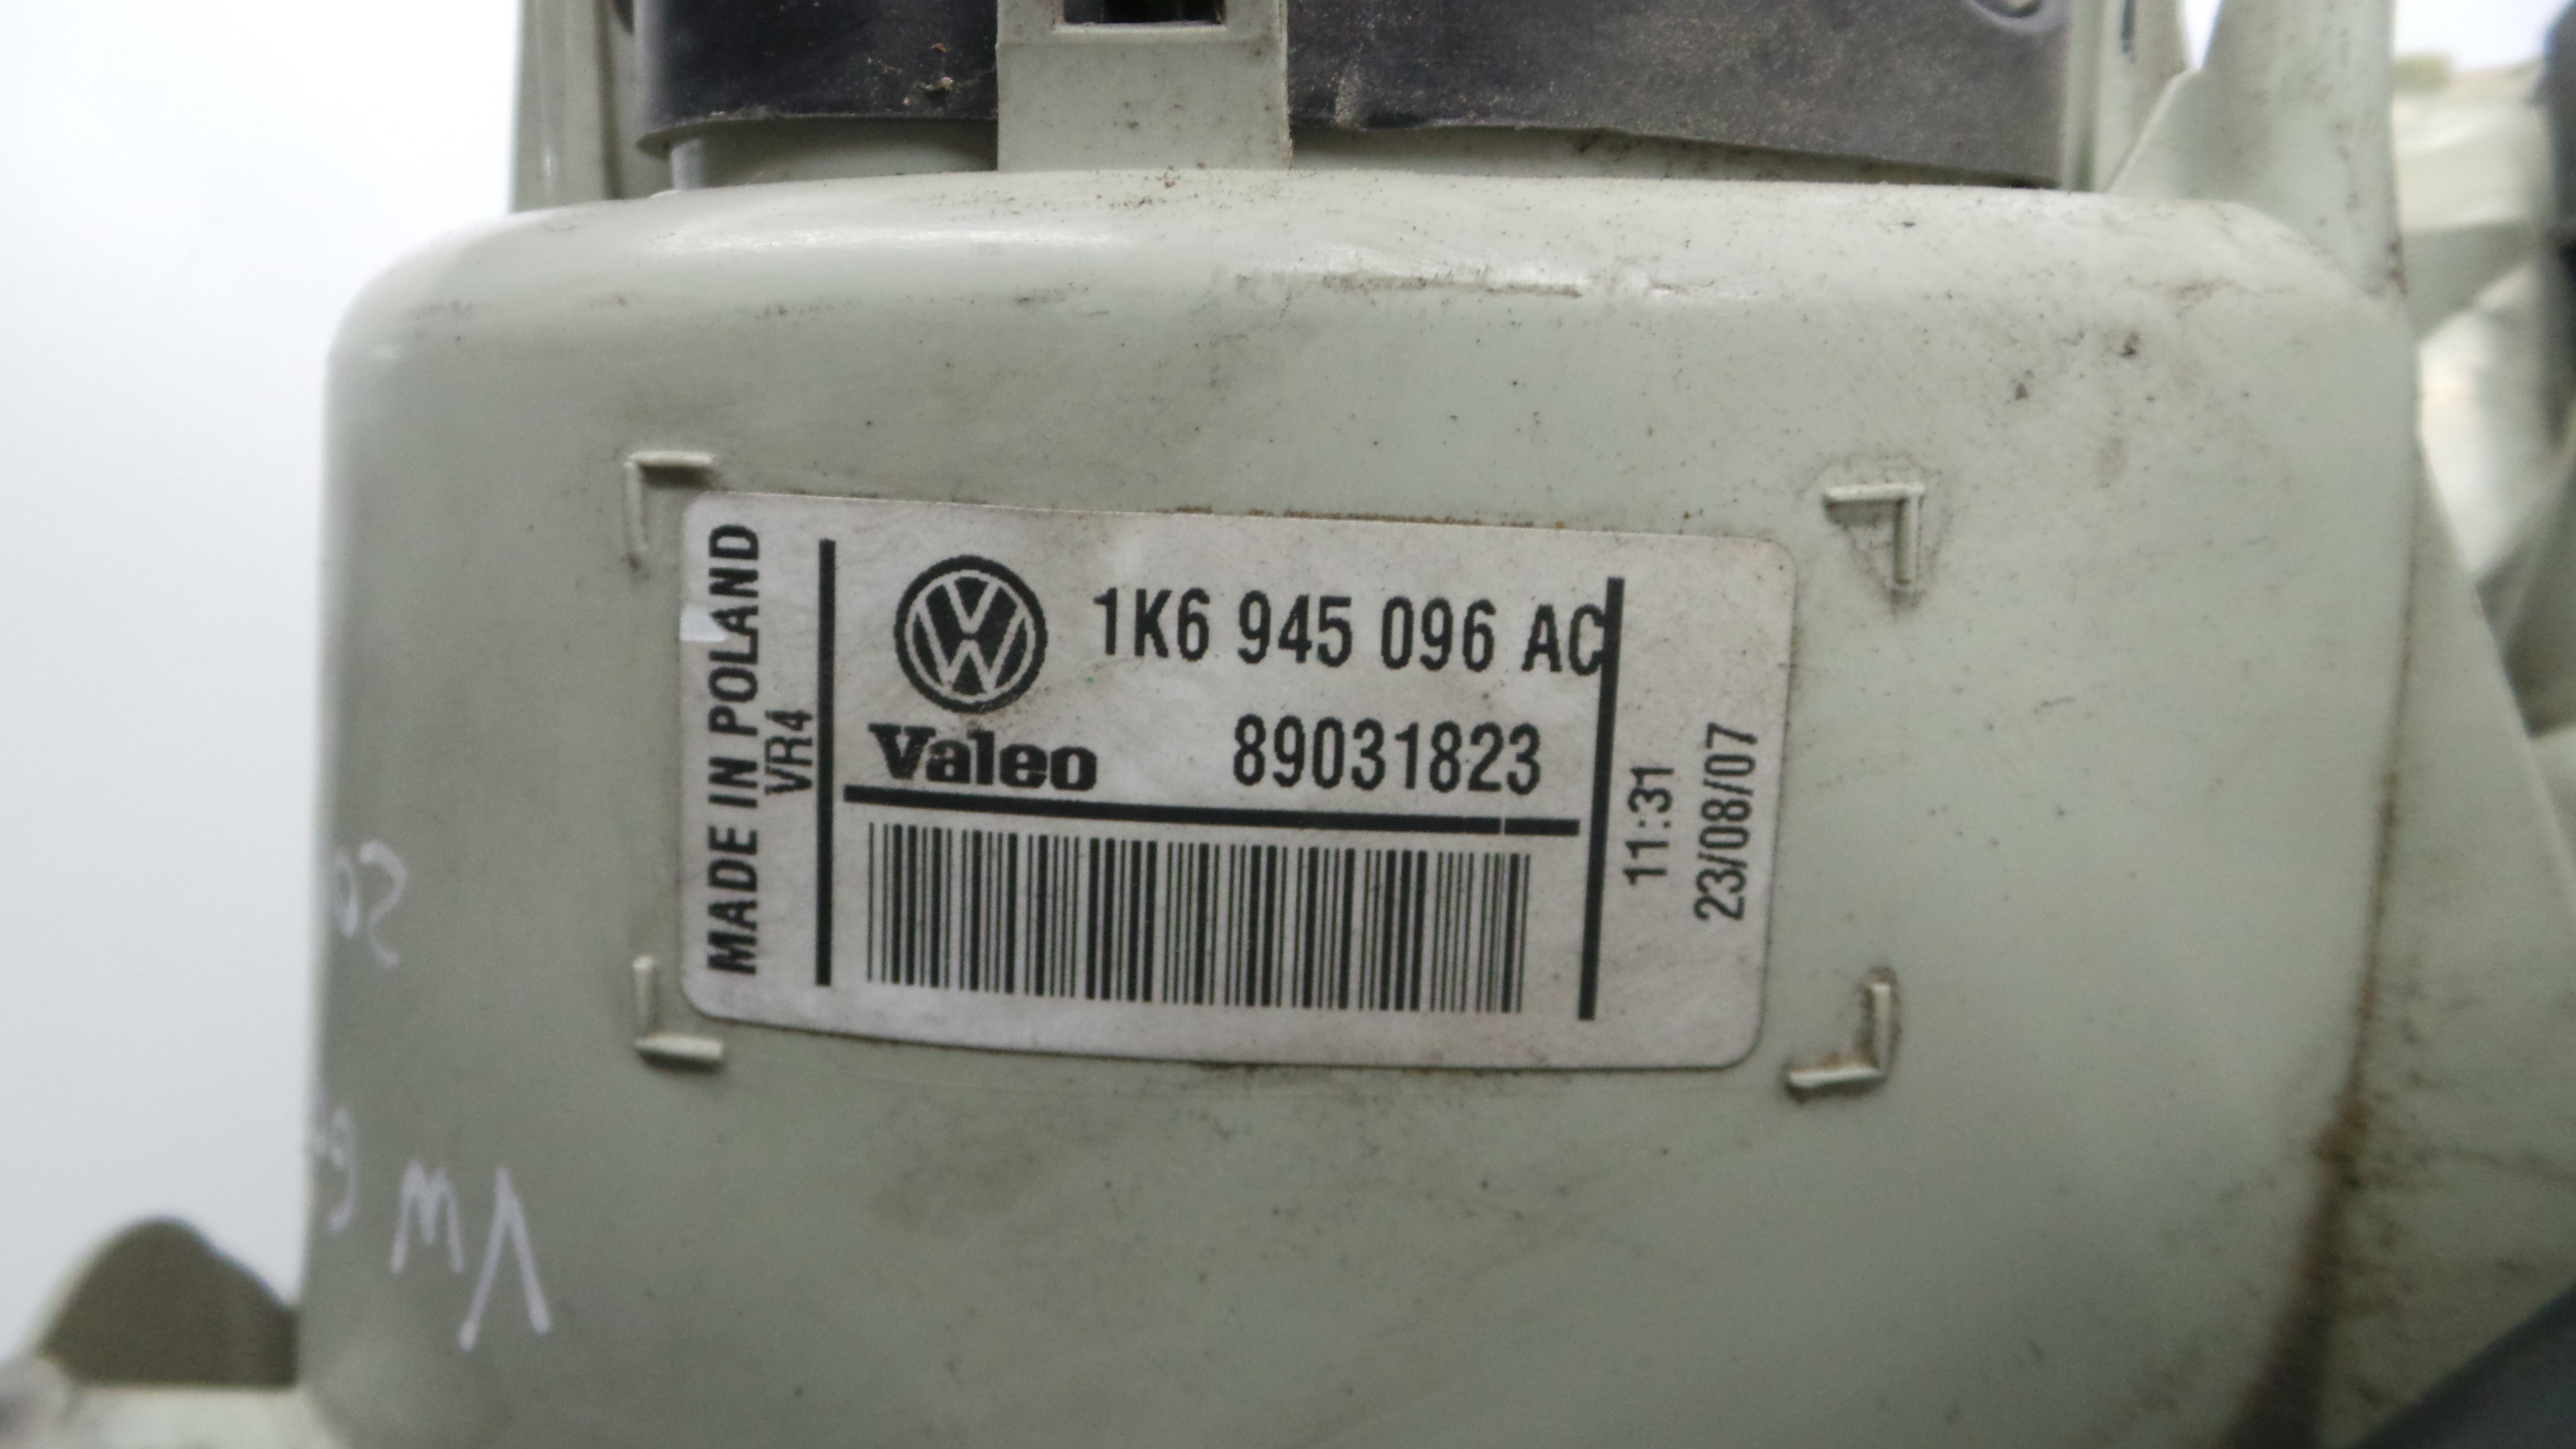 MADE IN POLAND
VR4
1K6 945 096 AC
Valeo 89031823
11:31
23/08/07
VW